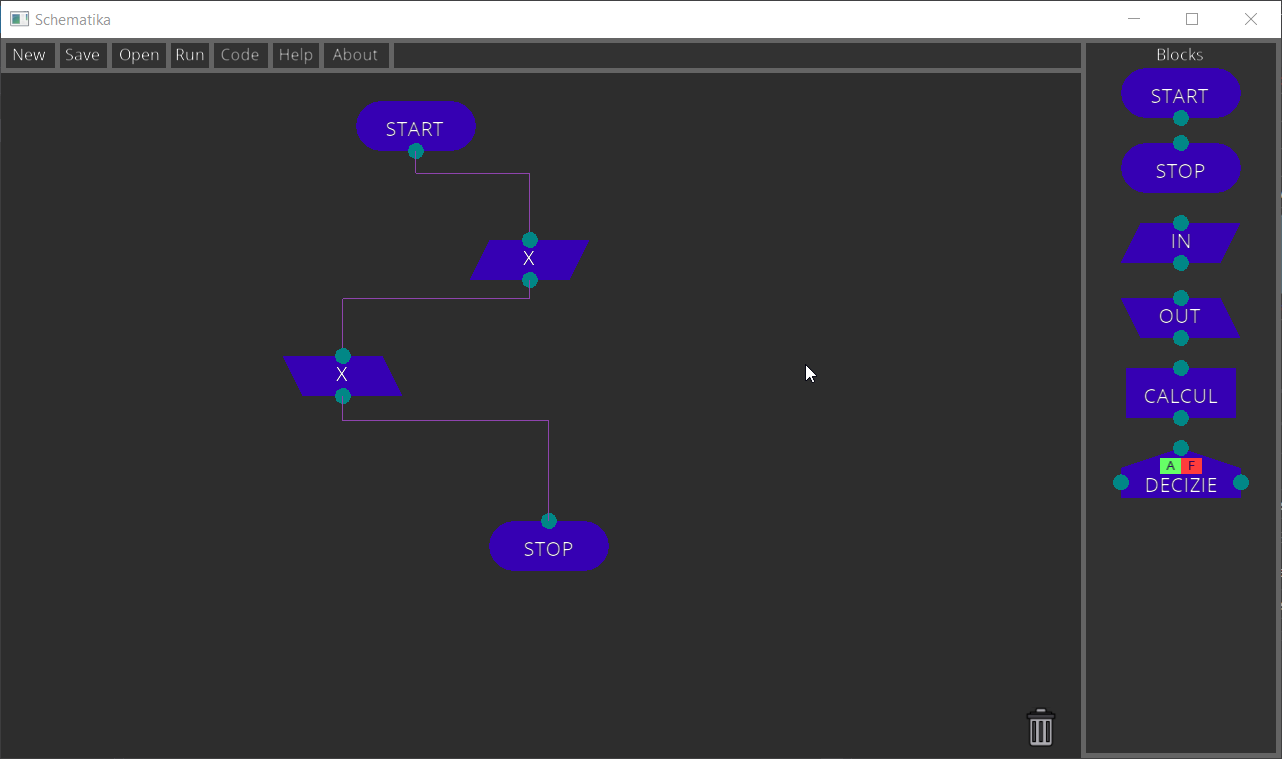 Schematika
New Save Open Run Code Help About
Blocks
START
X
X
STOP
START
STOP
IN
OUT
CALCUL
A F
DECIZIE